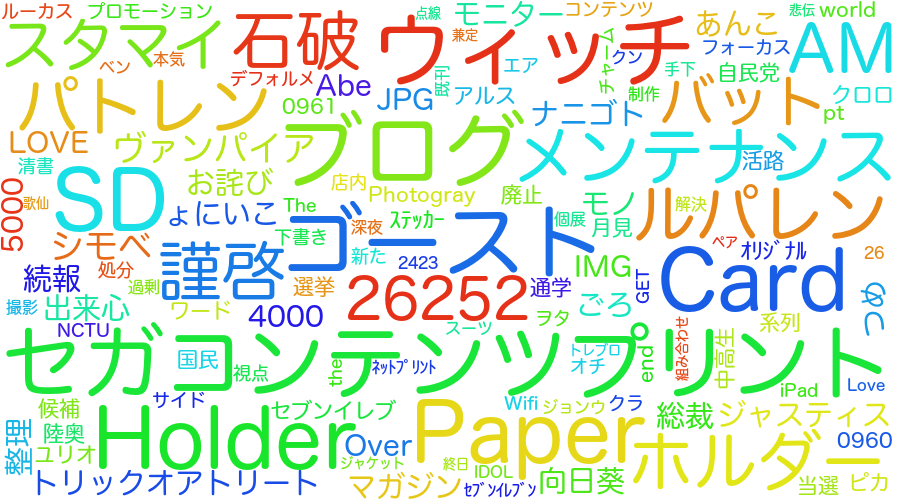 ルーカス プロモーション 点線 モニター コンテンツ あんこ 悲伝 world
スタマイ 石破 ウィッチ 兼定 チャーム クン フォーカス AM
ベン 本気 デフォルメ Abe 既刊 エア 手下 自民党
パトレン 0961 JPG アルス 制作 バット クロロ
LOVE ヴァンパイア ブログ ナニゴト メンテナンス pt
清書 お詫び 店内 Photogray 廃止 モノ 活路
5000 歌仙 SD The ｽﾃｯｶｰ 個展 月見 ルパレン 解決
シモベ ょにいこ 下書き 深夜 ゴースト ペア ｵﾘｼﾞﾅﾙ 26
続報 処分 謹啓 選挙 新た 2423 IMG GET Card
撮影 出来心 過剰 ワード 4000 26252 通学 ごろ めっ
NCTU スーツ ヲタ 組み合わせ 系列
セガコンテンツプリント
国民 視点 the ﾈｯﾄﾌﾟﾘﾝﾄ トレブロ オチ end 中高生 iPad Love
候補 サイド セブンイレブ Wifi ジョンウ クラ 総裁 ジャスティス
陸奥 Holder Over Paper ホルダー 0960
整理 ユリオ ジャケット 終日 IDOL
トリックオアトリート マガジン ｾﾌﾞﾝｲﾚﾌﾞﾝ 向日葵 当選 ピカ